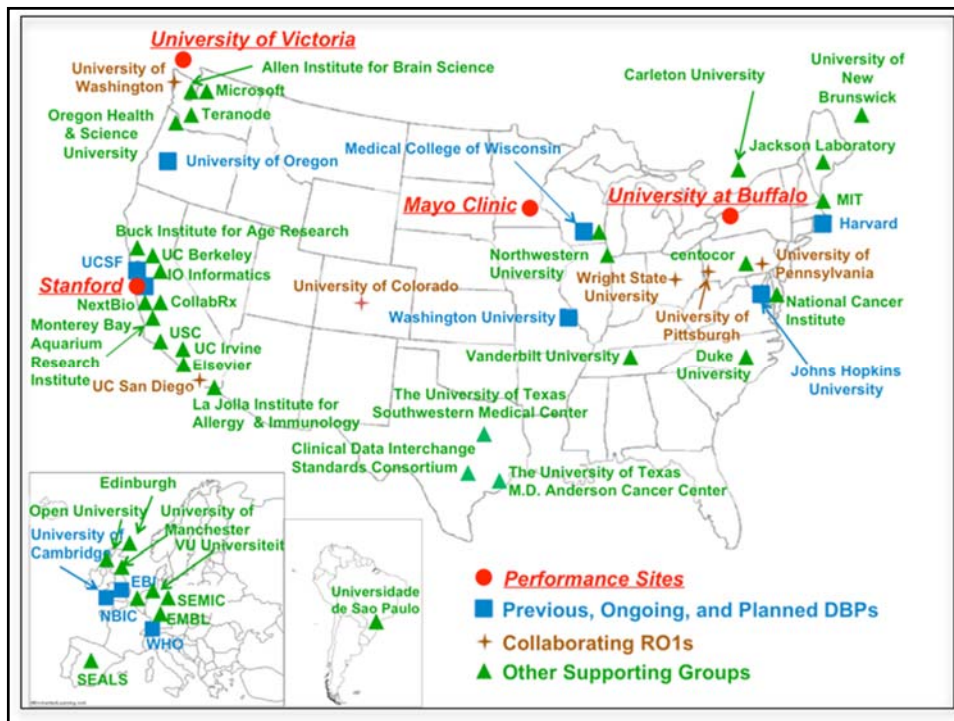 University of Victoria
University of
Washington
Allen Institute for Brain Science
Microsoft
Teranode
Oregon Health
& Science
University
University of Oregon
Carleton University
University of
New
Brunswick
Medical College of Wisconsin
Jackson Laboratory
Mayo Clinic
University at Buffalo
MIT
Harvard
Buck Institute for Age Research
UCSF
UC Berkeley
IO Informatics
Stanford
NextBio
CollabRx
Monterey Bay
Aquarium
Research
Institute
USC
UC Irvine
Elsevier
UC San Diego
La Jolla Institute for
Allergy & Immunology
University of Colorado
Northwestern
University
centocor
University of
Pennsylvania
Wright State
University
University of
Pittsburgh
National Cancer
Institute
Washington University
Vanderbilt University
Duke
University
Johns Hopkins
University
The University of Texas
Southwestern Medical Center
Clinical Data Interchange
Standards Consortium
The University of Texas
M.D. Anderson Cancer Center
Edinburgh
Open University
University of
Manchester
University of
Cambridge
VU Universiteit
EBI
SEMIC
NBIC
EMBL
WHO
SEALS
Universidade
de Sao Paulo
Performance Sites
Previous, Ongoing, and Planned DBPs
Collaborating RO1s
Other Supporting Groups